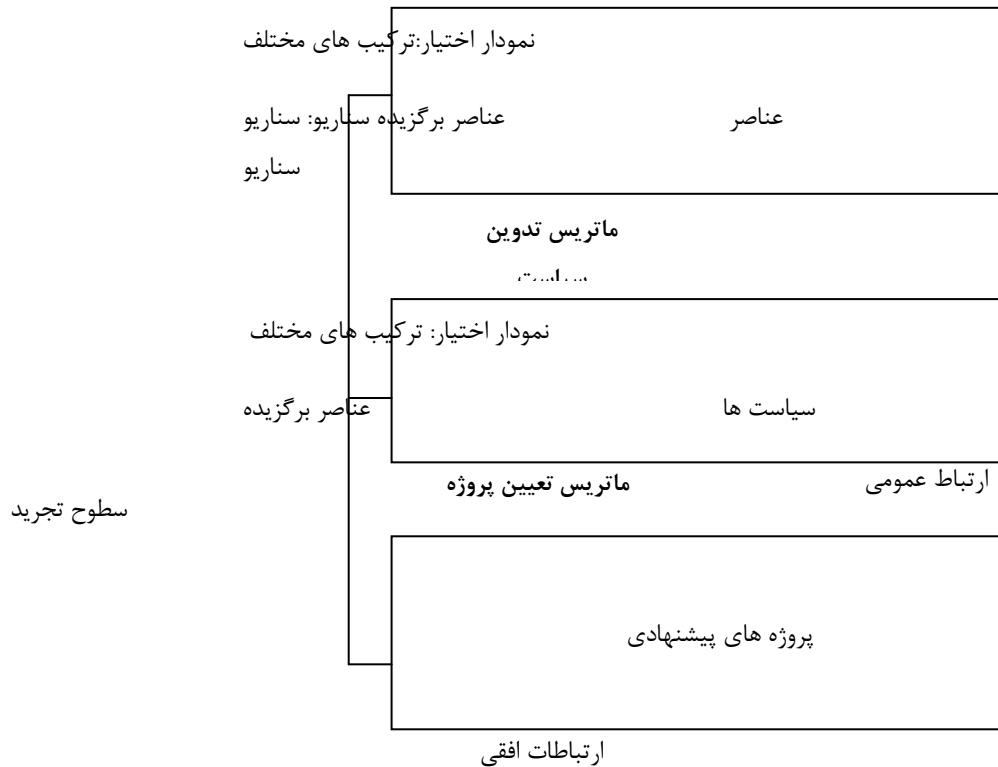 نمودار اختیار:ترکیب های مختلف
عناصر
عناصر برگزیده سناریو: سناریو
سناریو
ماتریس تدوین
سیاست
نمودار اختیار: ترکیب های مختلف
سیاست ها
عناصر برگزیده
ارتباط عمومی
ماتریس تعیین پروژه
سطوح تجرید
پروژه های پیشنهادی
ارتباطات افقی